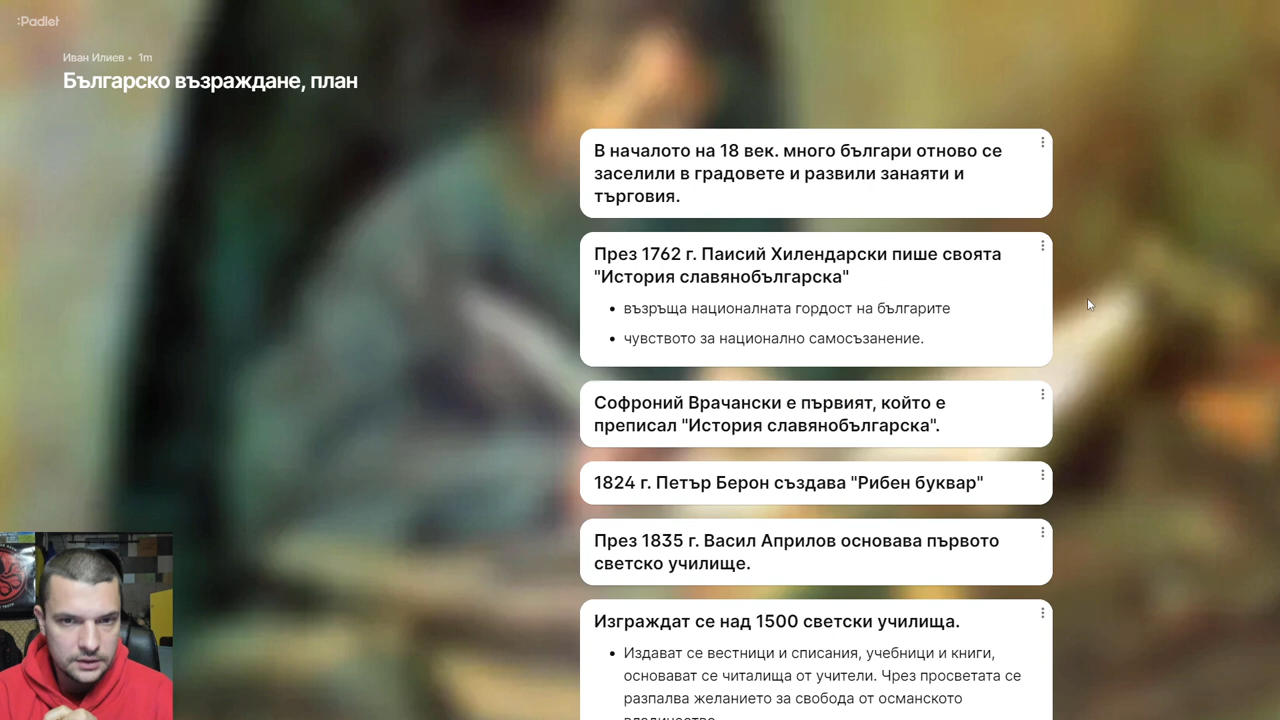 :Padlet
Иван Илиев • 1m
Българско възраждане, план
В началото на 18 век. много българи отново се
заселили в градовете и развили занаяти и
търговия.
През 1762 г. Паисий Хилендарски пише своята
"История славянобългарска"
• възръща националната гордост на българите
• чувството за национално самосъзанение.
Софроний Врачански е първият, който е
преписал "История славянобългарска".
1824 г. Петър Берон създава "Рибен буквар"
През 1835 г. Васил Априлов основава първото
светско училище.
Изграждат се над 1500 светски училища.
• Издават се вестници и списания, учебници и книги,
основават се читалища от учители. Чрез просветата се
разпалва желанието за свобода от османското